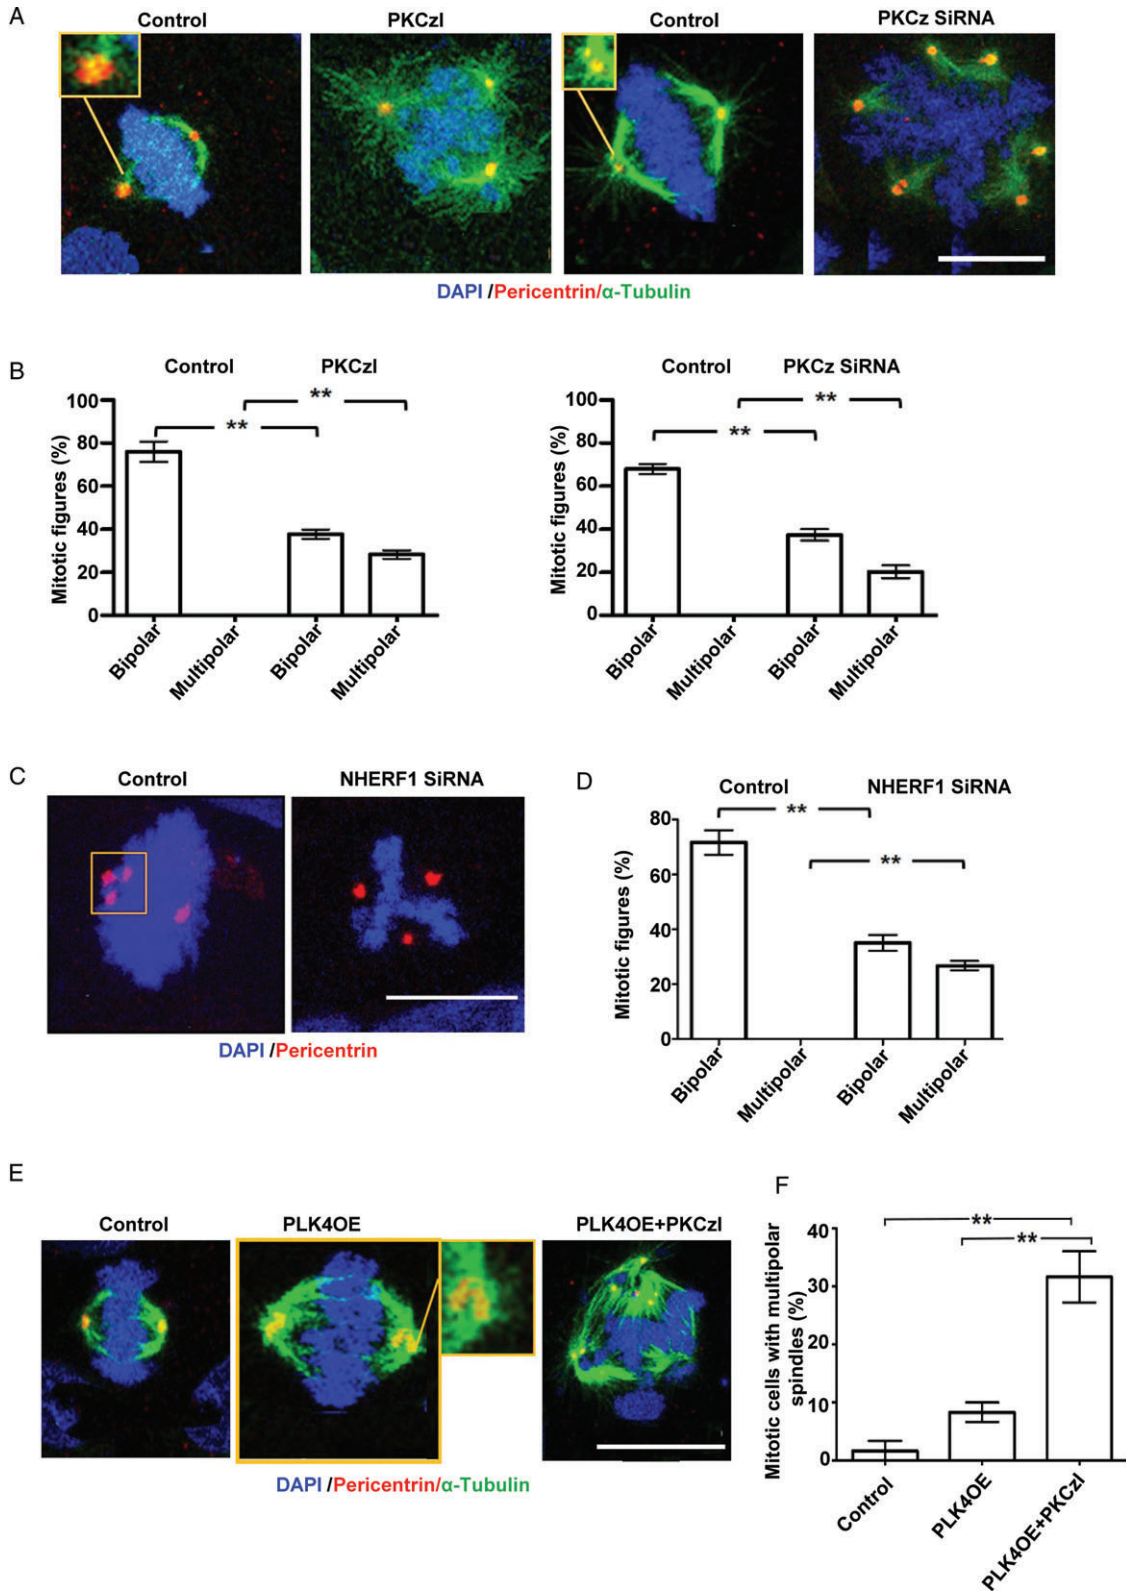 A
Control PKCzI Control PKCz SiRNA
DAPI /Pericentrin/α-Tubulin
B
Control PKCzI
Mitotic figures (%)
100
80
60
40
20
0
** **
Bipolar Multipolar Bipolar Multipolar
Control PKCz SiRNA
Mitotic figures (%)
100
80
60
40
20
0
** **
Bipolar Multipolar Bipolar Multipolar
C
Control NHERF1 SiRNA
DAPI /Pericentrin
D
Control NHERF1 SiRNA
Mitotic figures (%)
80
60
40
20
0
** **
Bipolar Multipolar Bipolar Multipolar
E
Control PLK4OE PLK4OE+PKCzI
DAPI /Pericentrin/α-Tubulin
F
Mitotic cells with multipolar
spindles (%)
40
30
20
10
0
**
**
Control PLK4OE PLK4OE+PKCzI